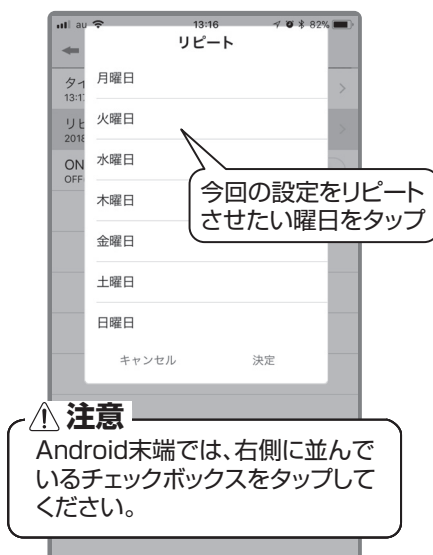 au 13:16 82%
リピート
タイ
13:17
月曜日
リピ
2018
火曜日
ON
OFF
水曜日
今回の設定をリピート
させたい曜日をタップ
木曜日
金曜日
土曜日
日曜日
キャンセル 決定
注意
Android末端では、右側に並んで
いるチェックボックスをタップして
ください。